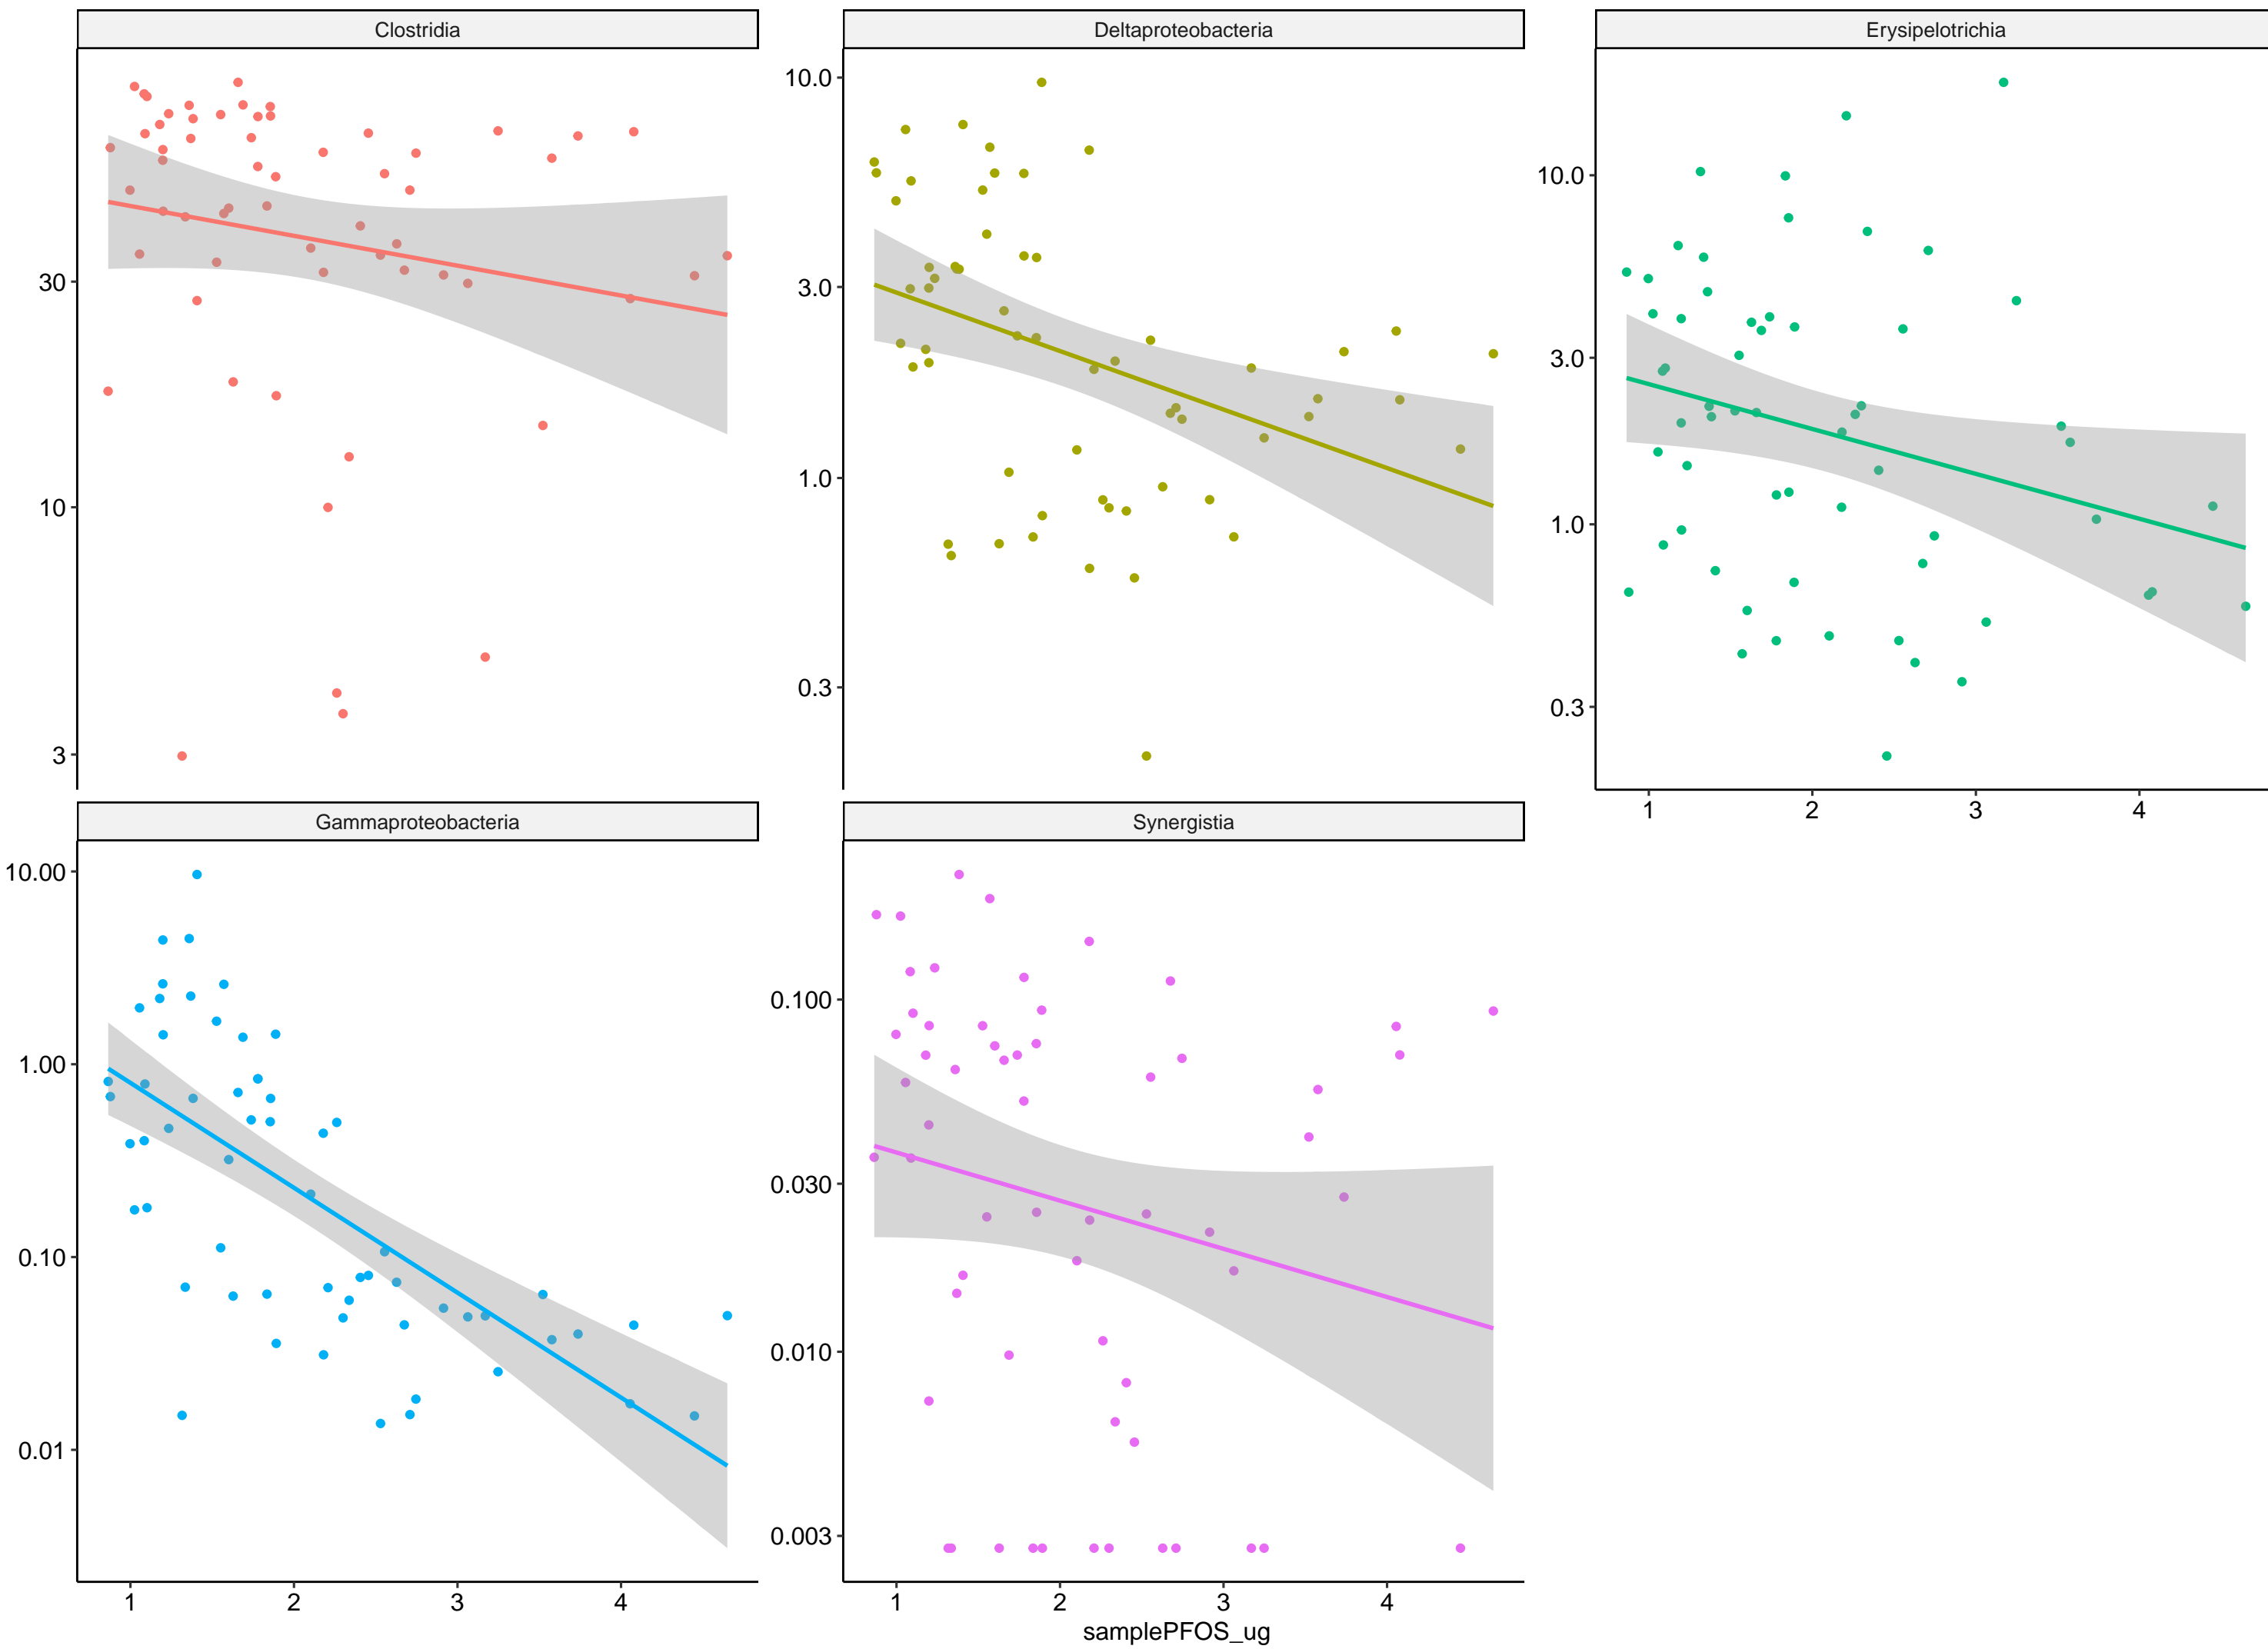 Clostridia
Deltaproteobacteria
Erysipelotrichia
30
10
3
10.0
3.0
1.0
0.3
10.0
3.0
1.0
0.3
1 2 3 4
Gammaproteobacteria
Synergistia
10.00
1.00
0.10
0.01
0.100
0.030
0.010
0.003
1 2 3 4
1 2 3 4
samplePFOS_ug